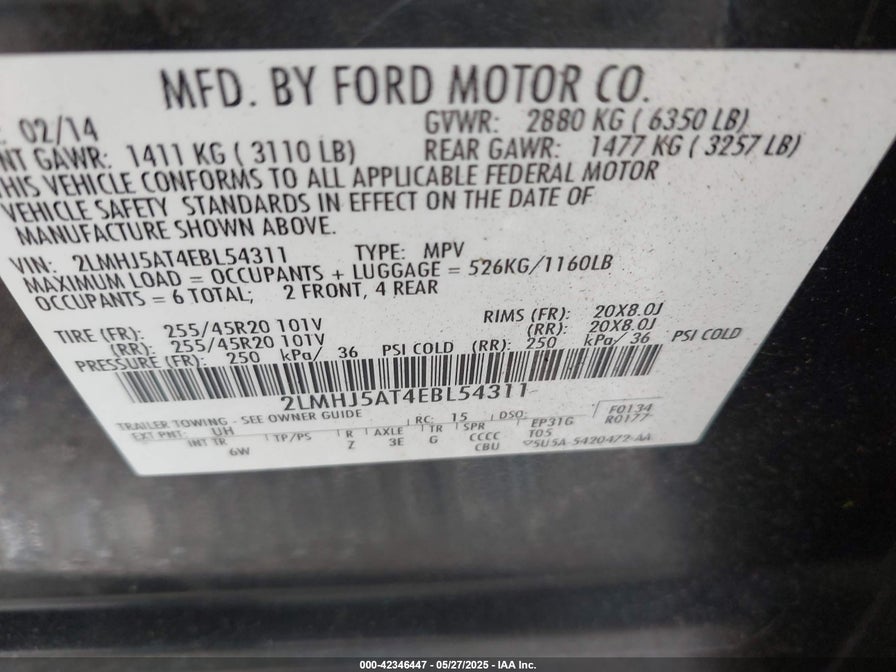 MFD. BY FORD MOTOR CO.
: 02/14 GVWR: 2880 KG ( 6350 LB)
NT GAWR: 1411 KG ( 3110 LB) REAR GAWR: 1477 KG ( 3257 LB)
THIS VEHICLE CONFORMS TO ALL APPLICABLE FEDERAL MOTOR
VEHICLE SAFETY STANDARDS IN EFFECT ON THE DATE OF
MANUFACTURE SHOWN ABOVE.
VIN: 2LMHJ5AT4EBL54311 TYPE: MPV
MAXIMUM LOAD = OCCUPANTS + LUGGAGE = 526KG/1160LB
OCCUPANTS = 6 TOTAL; 2 FRONT, 4 REAR
TIRE (FR): 255/45R20 101V RIMS (FR): 20X8.0J
(RR): 255/45R20 101V (RR): 20X8.0J
PRESSURE (FR): 250 kPa/ 36 PSI COLD (RR): 250 kPa/ 36 PSI COLD
2LMHJ5AT4EBL54311
TRAILER TOWING - SEE OWNER GUIDE
EXT PNT: UH RC: 15 DSO: EP31G F0134
INT TR TP/PS R AXLE TR SPR T05 R0177
6W Z 3E G CCCC 5U5A-5420472-AA
CBU
000-42346447 - 05/27/2025 - IAA Inc.